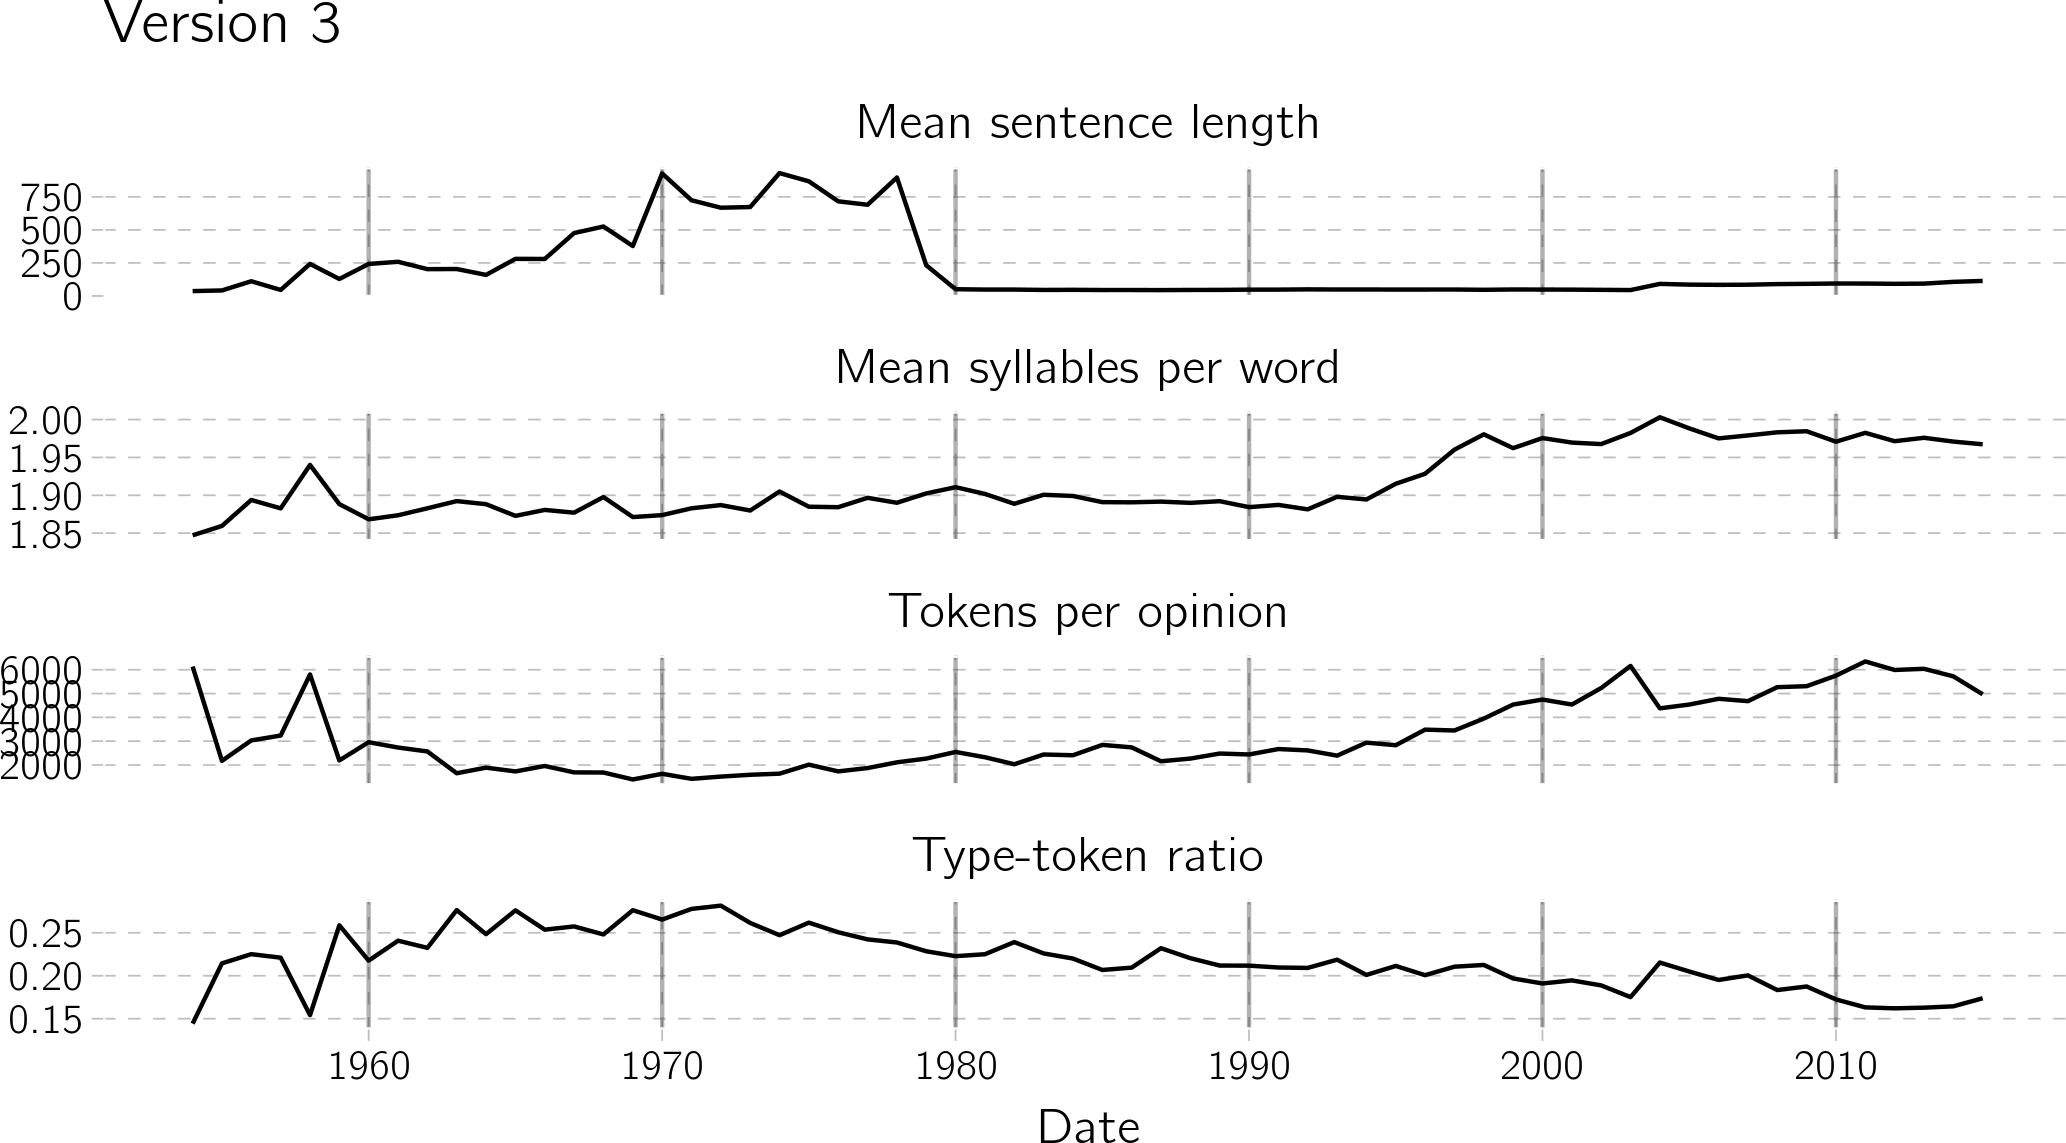 Version 3
Mean sentence length
750
500
250
0
Mean syllables per word
2.00
1.95
1.90
1.85
Tokens per opinion
6000
5000
4000
3000
2000
Type-token ratio
0.25
0.20
0.15
1960 1970 1980 1990 2000 2010
Date